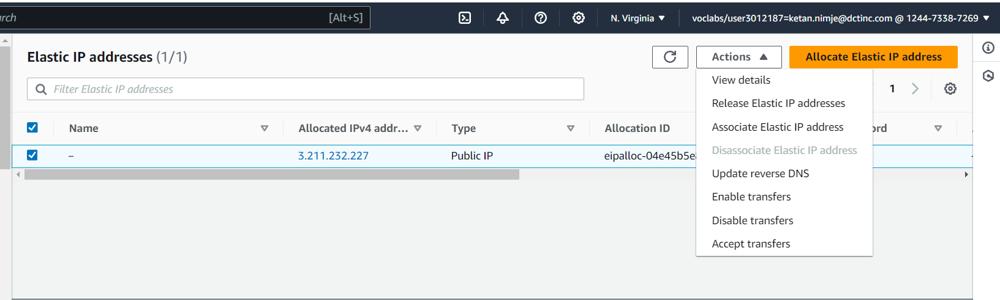 [Alt+S] N. Virginia voclabs/user3012187=ketan.nimje@dctinc.com @ 1244-7338-7269
Elastic IP addresses (1/1) Actions Allocate Elastic IP address
Filter Elastic IP addresses 1
View details
Release Elastic IP addresses
Associate Elastic IP address
Disassociate Elastic IP address
Update reverse DNS
Enable transfers
Disable transfers
Accept transfers
Name Allocated IPv4 addr... Type Allocation ID
– 3.211.232.227 Public IP eipalloc-04e45b5e